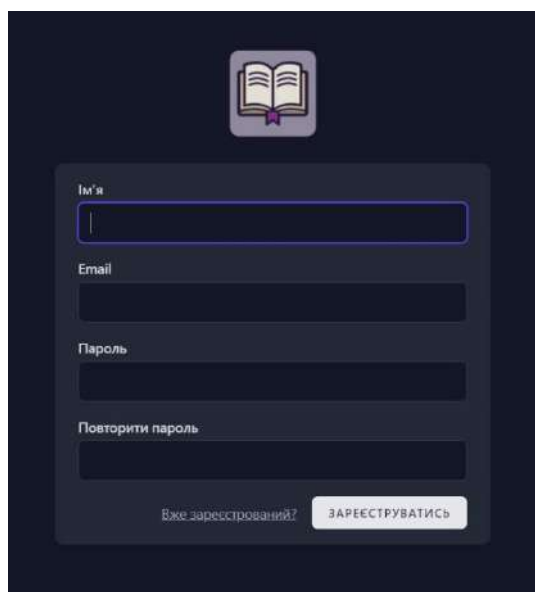 Ім'я
Email
Пароль
Повторити пароль
Вже зареєстрований? ЗАРЕЄСТРУВАТИСЬ